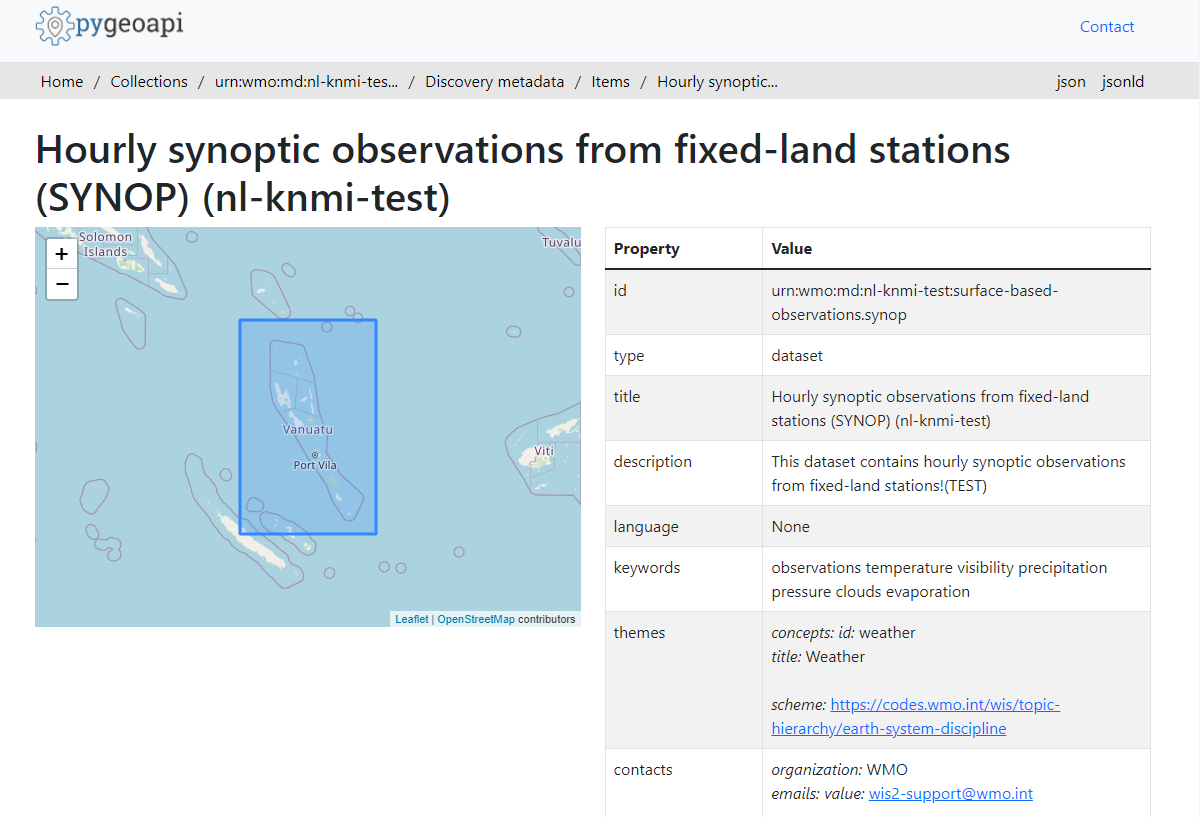 pygeoapi
Contact
Home / Collections / urn:wmo:md:nl-knmi-tes... / Discovery metadata / Items / Hourly synoptic...
json jsonld
Hourly synoptic observations from fixed-land stations
(SYNOP) (nl-knmi-test)
+
−
Solomon
Islands
Tuvalu
Vanuatu
Port Vila
Viti
Leaflet | OpenStreetMap contributors
Property Value
id urn:wmo:md:nl-knmi-test:surface-based-
observations.synop
type dataset
title Hourly synoptic observations from fixed-land
stations (SYNOP) (nl-knmi-test)
description This dataset contains hourly synoptic observations
from fixed-land stations!(TEST)
language None
keywords observations temperature visibility precipitation
pressure clouds evaporation
themes concepts: id: weather
title: Weather
scheme: https://codes.wmo.int/wis/topic-
hierarchy/earth-system-discipline
contacts organization: WMO
emails: value: wis2-support@wmo.int